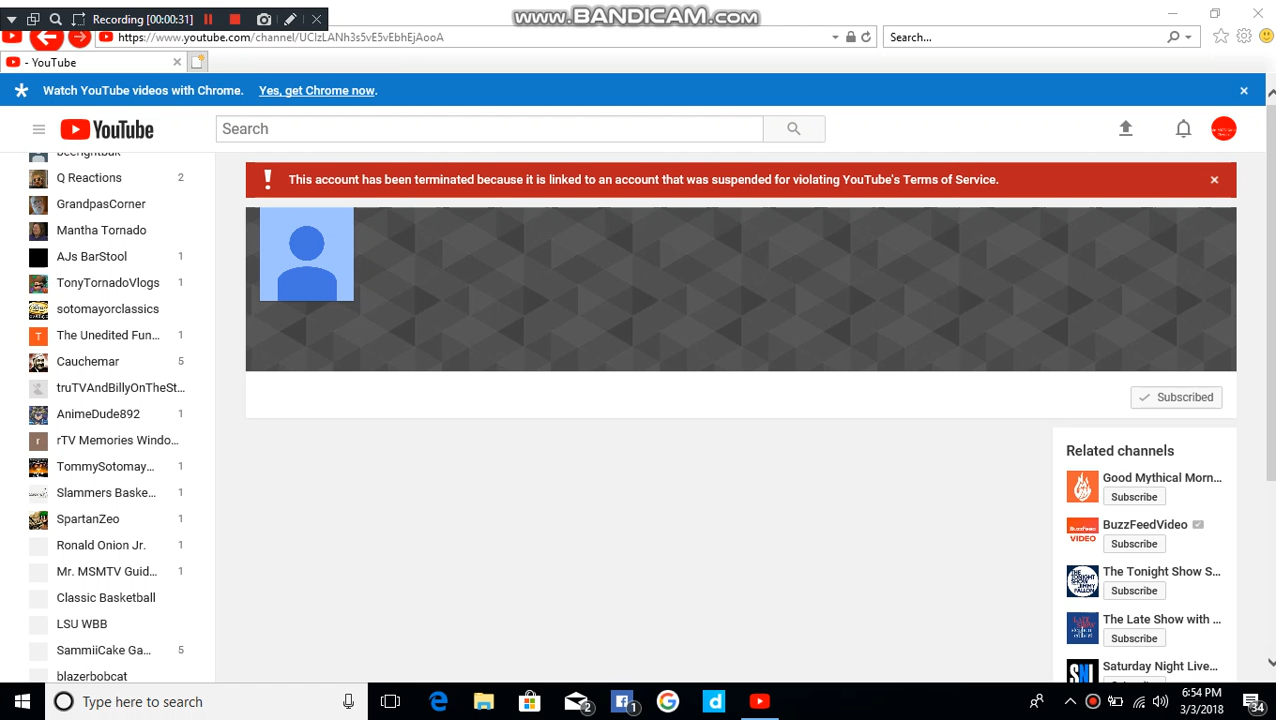 Recording [00:00:31]
www.BANDICAM.com
https://www.youtube.com/channel/UClzLANh3s5vE5vEbhEjAooA
Search...
- YouTube
Watch YouTube videos with Chrome. Yes, get Chrome now.
YouTube
Search
Q Reactions 2
GrandpasCorner
Mantha Tornado
AJs BarStool 1
TonyTornadoVlogs 1
sotomayorclassics
The Unedited Fun... 1
Cauchemar 5
truTVAndBillyOnTheSt...
AnimeDude892 1
rTV Memories Windo...
TommySotomay... 1
Slammers Baske... 1
SpartanZeo 1
Ronald Onion Jr. 1
Mr. MSMTV Guid... 1
Classic Basketball
LSU WBB
SammiiCake Ga... 5
blazerbobcat
This account has been terminated because it is linked to an account that was suspended for violating YouTube's Terms of Service.
Subscribed
Related channels
Good Mythical Morn...
Subscribe
BuzzFeedVideo
Subscribe
The Tonight Show S...
Subscribe
The Late Show with ...
Subscribe
Saturday Night Live...
Type here to search
2
1
6:54 PM
3/3/2018
34